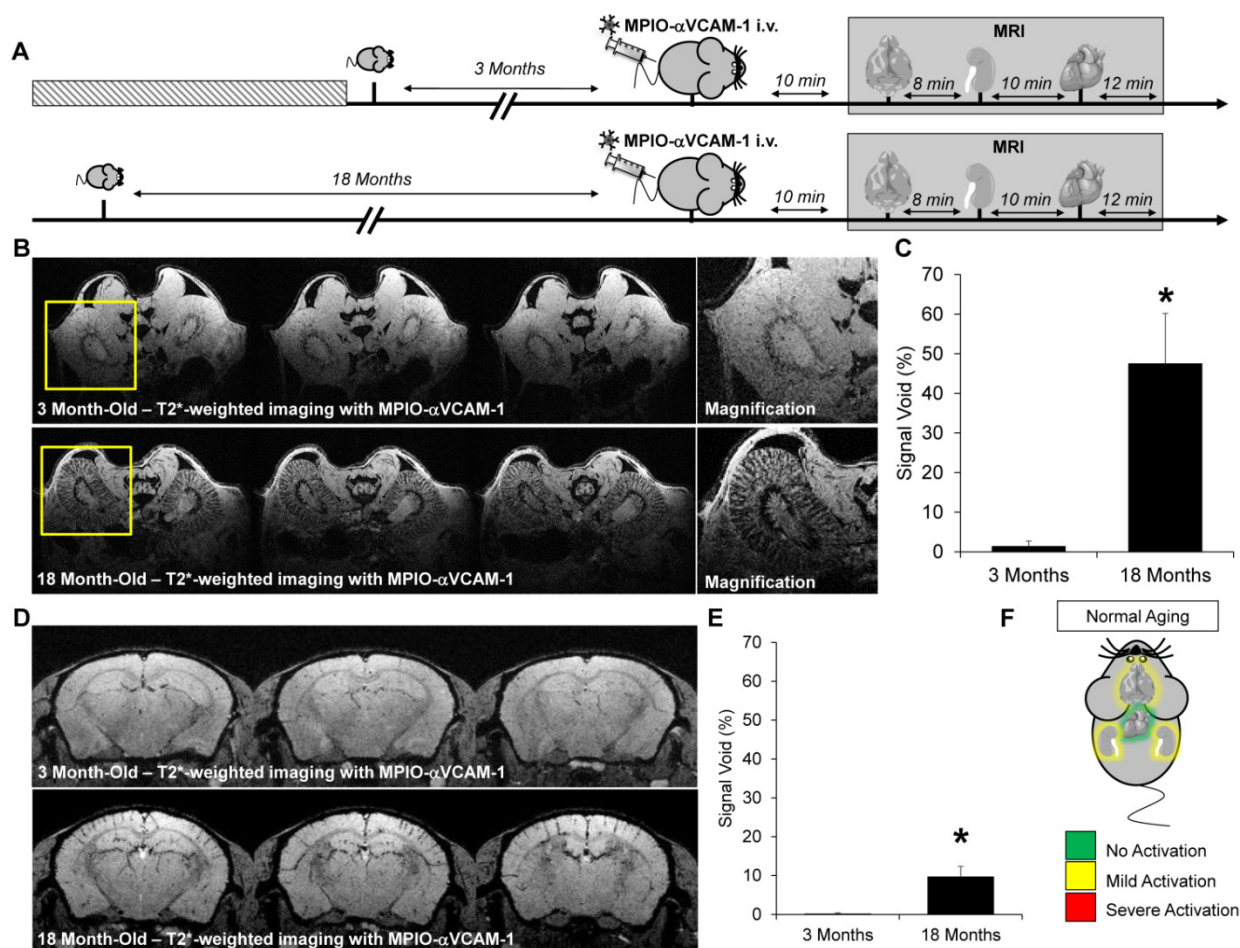 A
MPIO-αVCAM-1 i.v.
MRI
3 Months
10 min
8 min
10 min
12 min
MPIO-αVCAM-1 i.v.
MRI
18 Months
10 min
8 min
10 min
12 min
B
3 Month-Old – T2*-weighted imaging with MPIO-αVCAM-1
Magnification
18 Month-Old – T2*-weighted imaging with MPIO-αVCAM-1
Magnification
C
Signal Void (%)
70
60
50
40
30
20
10
0
*
3 Months
18 Months
D
3 Month-Old – T2*-weighted imaging with MPIO-αVCAM-1
18 Month-Old – T2*-weighted imaging with MPIO-αVCAM-1
E
Signal Void (%)
70
60
50
40
30
20
10
0
*
3 Months
18 Months
F
Normal Aging
No Activation
Mild Activation
Severe Activation